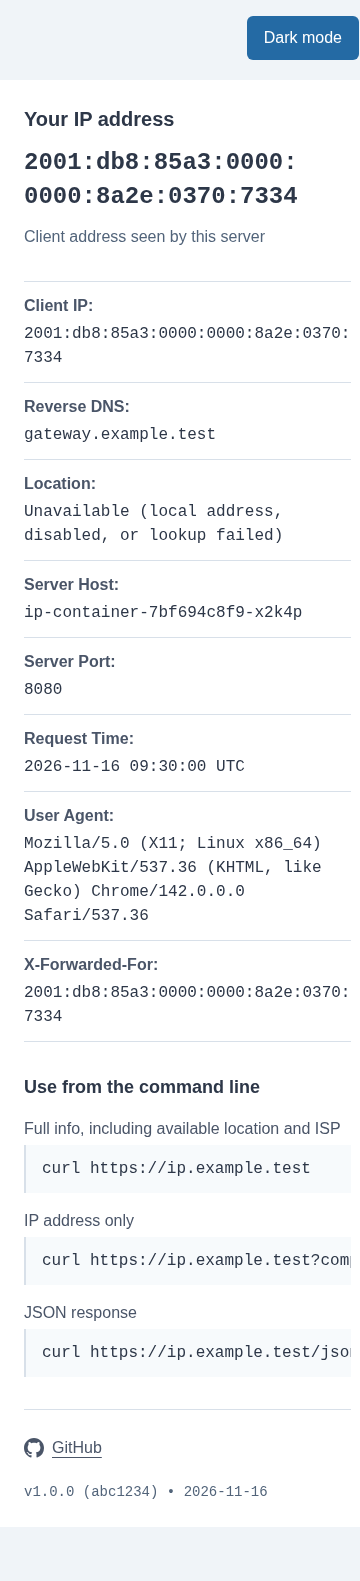 Dark mode
Your IP address
2001:db8:85a3:0000:
0000:8a2e:0370:7334
Client address seen by this server
Client IP:
2001:db8:85a3:0000:0000:8a2e:0370:
7334
Reverse DNS:
gateway.example.test
Location:
Unavailable (local address,
disabled, or lookup failed)
Server Host:
ip-container-7bf694c8f9-x2k4p
Server Port:
8080
Request Time:
2026-11-16 09:30:00 UTC
User Agent:
Mozilla/5.0 (X11; Linux x86_64)
AppleWebKit/537.36 (KHTML, like
Gecko) Chrome/142.0.0.0
Safari/537.36
X-Forwarded-For:
2001:db8:85a3:0000:0000:8a2e:0370:
7334
Use from the command line
Full info, including available location and ISP
curl https://ip.example.test
IP address only
curl https://ip.example.test?com
JSON response
curl https://ip.example.test/jso
GitHub
v1.0.0 (abc1234) • 2026-11-16